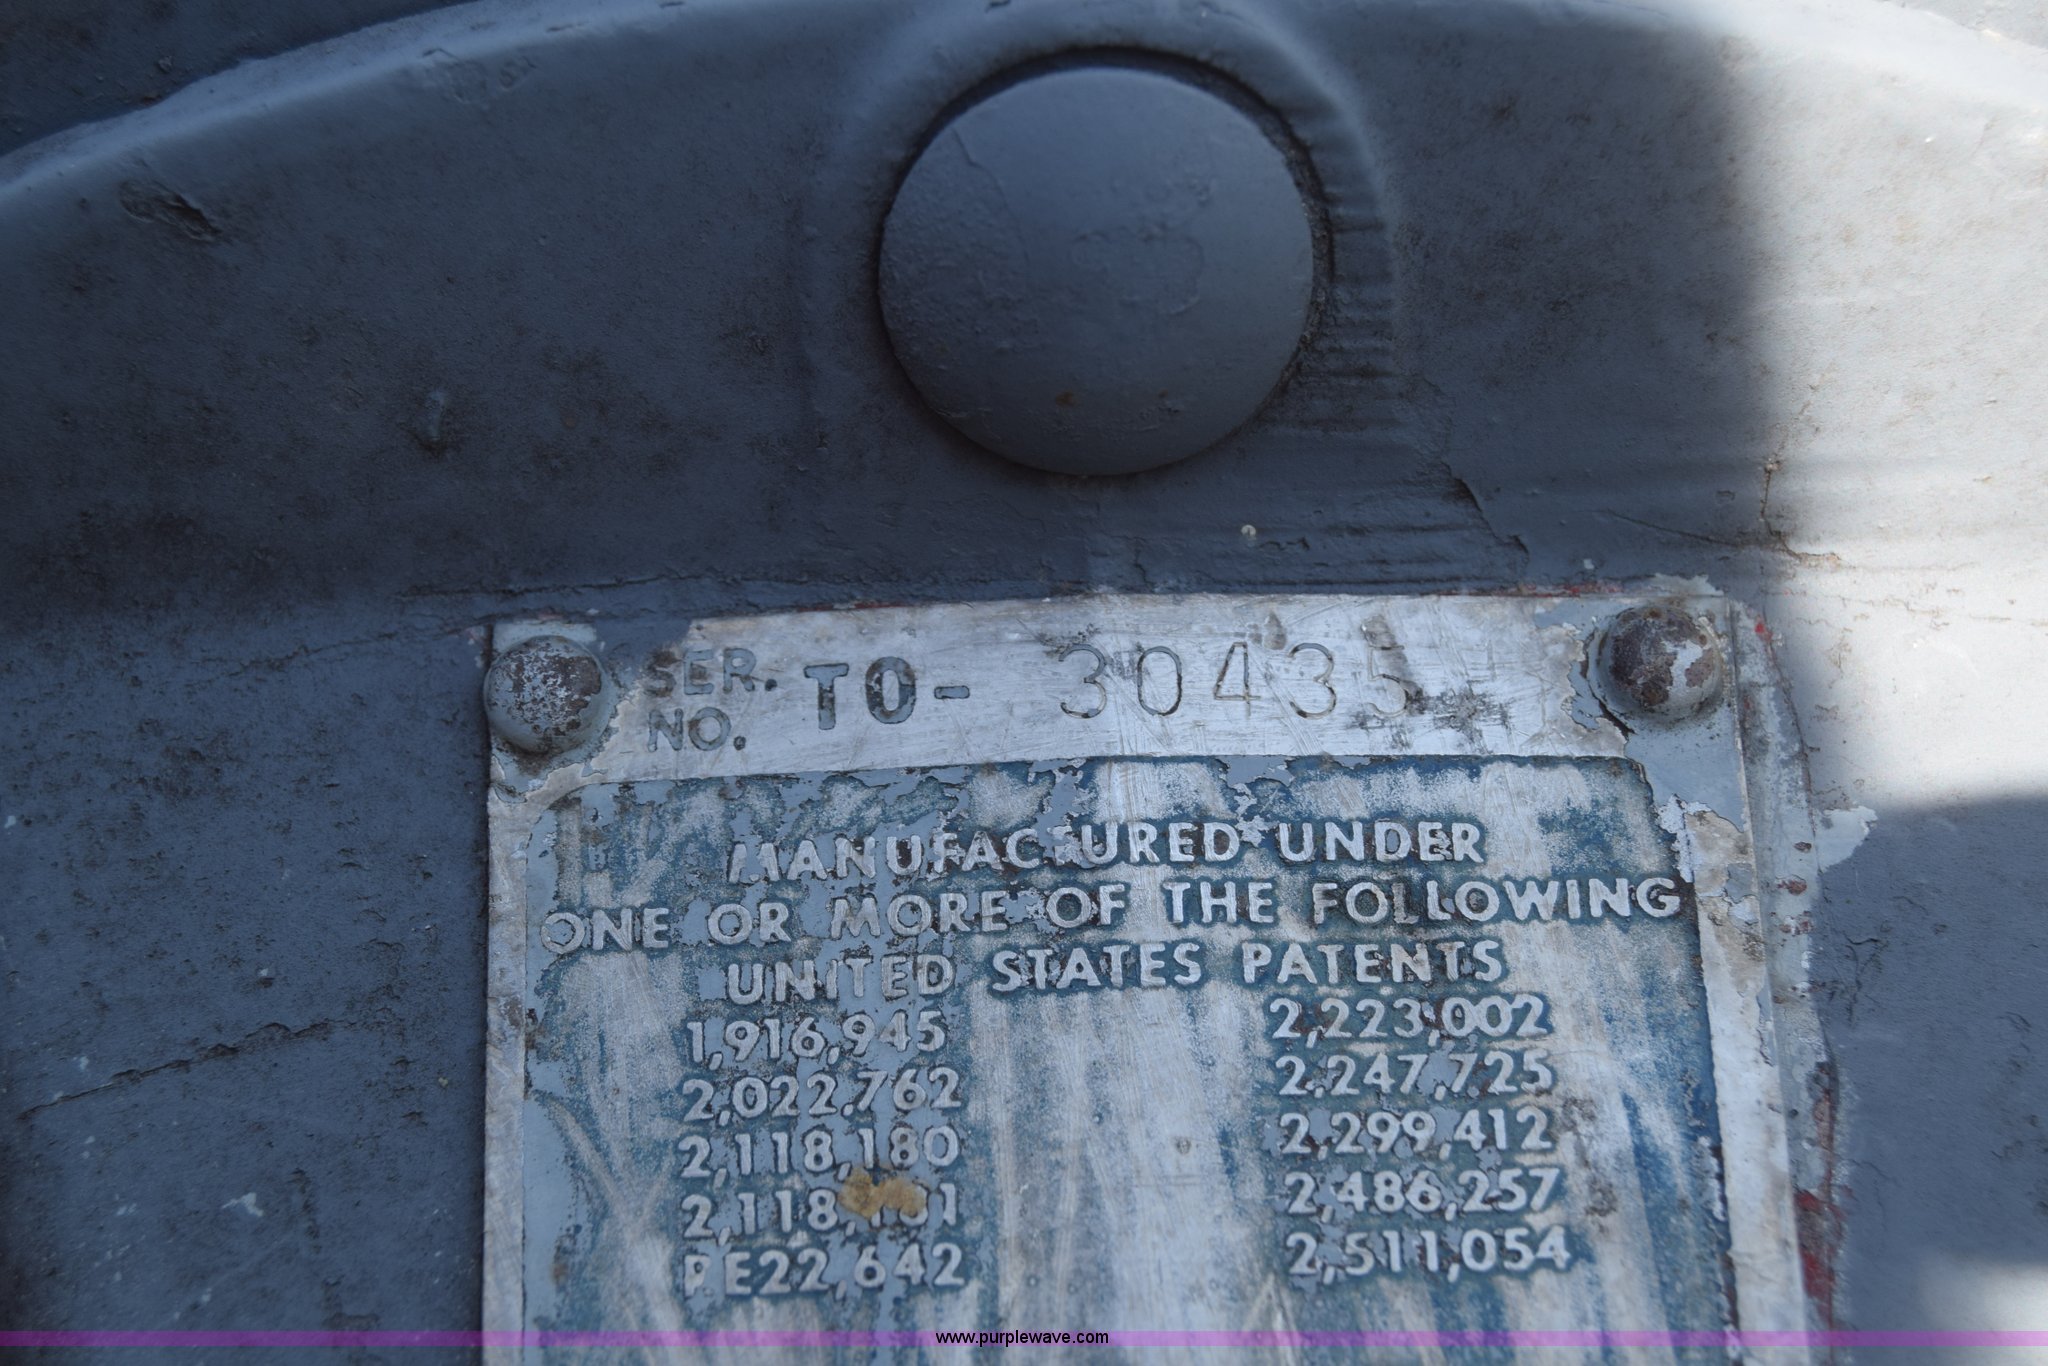 SER. NO. TO- 30435
MANUFACTURED UNDER
ONE OR MORE OF THE FOLLOWING
UNITED STATES PATENTS
1,916,945 2,223,002
2,022,762 2,247,725
2,118,180 2,299,412
2,486,257
RE22,642 2,511,054
www.purplewave.com